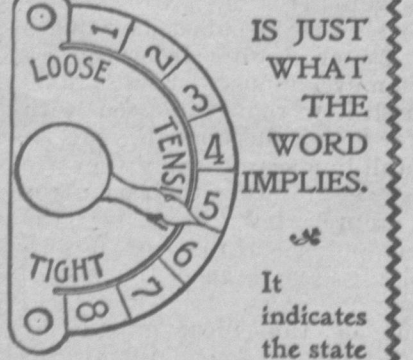 1
2
3
4
5
6
7
8
LOOSE
TENSI
TIGHT
IS JUST
WHAT
THE
WORD
IMPLIES.
It
indicates
the state